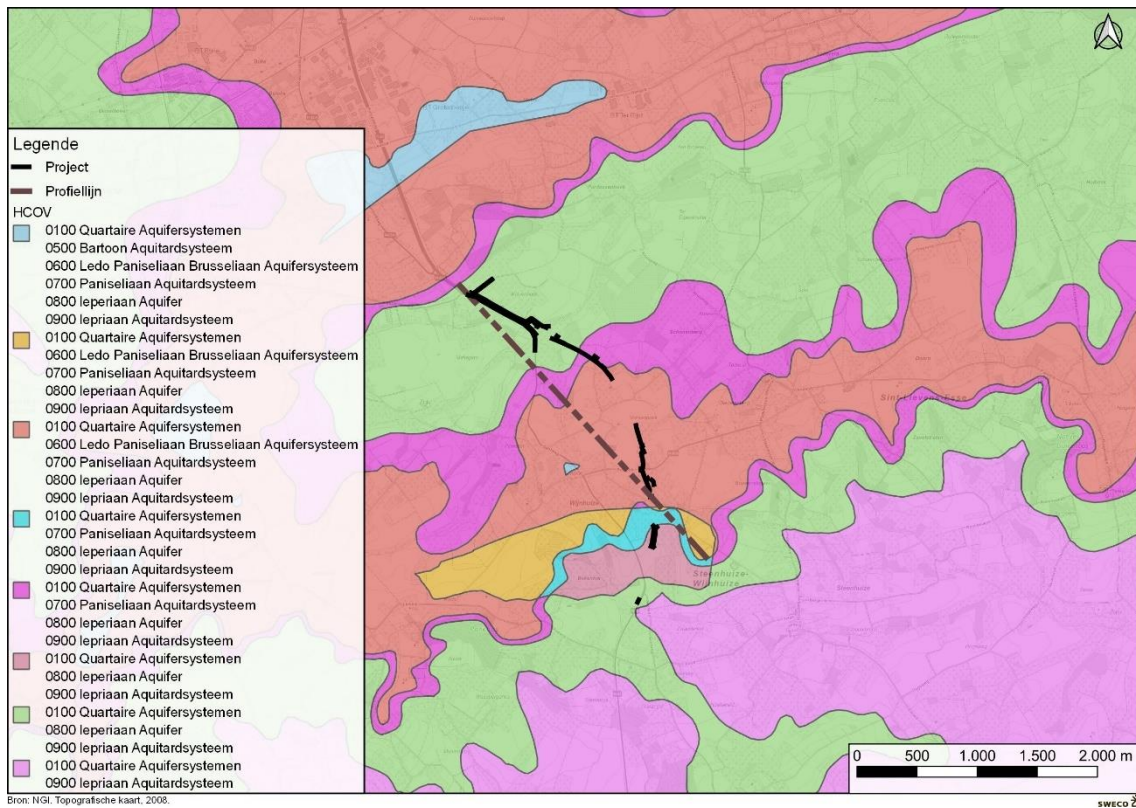 Legende
Project
Profiellijn
HCOV
0100 Quartaire Aquifersystemen
0500 Bartoon Aquitardsysteem
0600 Ledo Paniseliaan Brusseliaan Aquifersysteem
0700 Paniseliaan Aquitardsysteem
0800 Ieperiaan Aquifer
0900 Iepriaan Aquitardsysteem
0100 Quartaire Aquifersystemen
0600 Ledo Paniseliaan Brusseliaan Aquifersysteem
0700 Paniseliaan Aquitardsysteem
0800 Ieperiaan Aquifer
0900 Iepriaan Aquitardsysteem
0100 Quartaire Aquifersystemen
0600 Ledo Paniseliaan Brusseliaan Aquifersysteem
0700 Paniseliaan Aquitardsysteem
0800 Ieperiaan Aquifer
0900 Iepriaan Aquitardsysteem
0100 Quartaire Aquifersystemen
0700 Paniseliaan Aquitardsysteem
0800 Ieperiaan Aquifer
0900 Iepriaan Aquitardsysteem
0100 Quartaire Aquifersystemen
0700 Paniseliaan Aquitardsysteem
0800 Ieperiaan Aquifer
0900 Iepriaan Aquitardsysteem
0100 Quartaire Aquifersystemen
0800 Ieperiaan Aquifer
0900 Iepriaan Aquitardsysteem
0100 Quartaire Aquifersystemen
0800 Ieperiaan Aquifer
0900 Iepriaan Aquitardsysteem
0100 Quartaire Aquifersystemen
0900 Iepriaan Aquitardsysteem
Sint-Lievens-Esse
Wijnhuize
Steenhuize-
Wijnhuize
Steenhuize
0 500 1.000 1.500 2.000 m
Bron: NGI. Topografische kaart, 2008.
SWECO